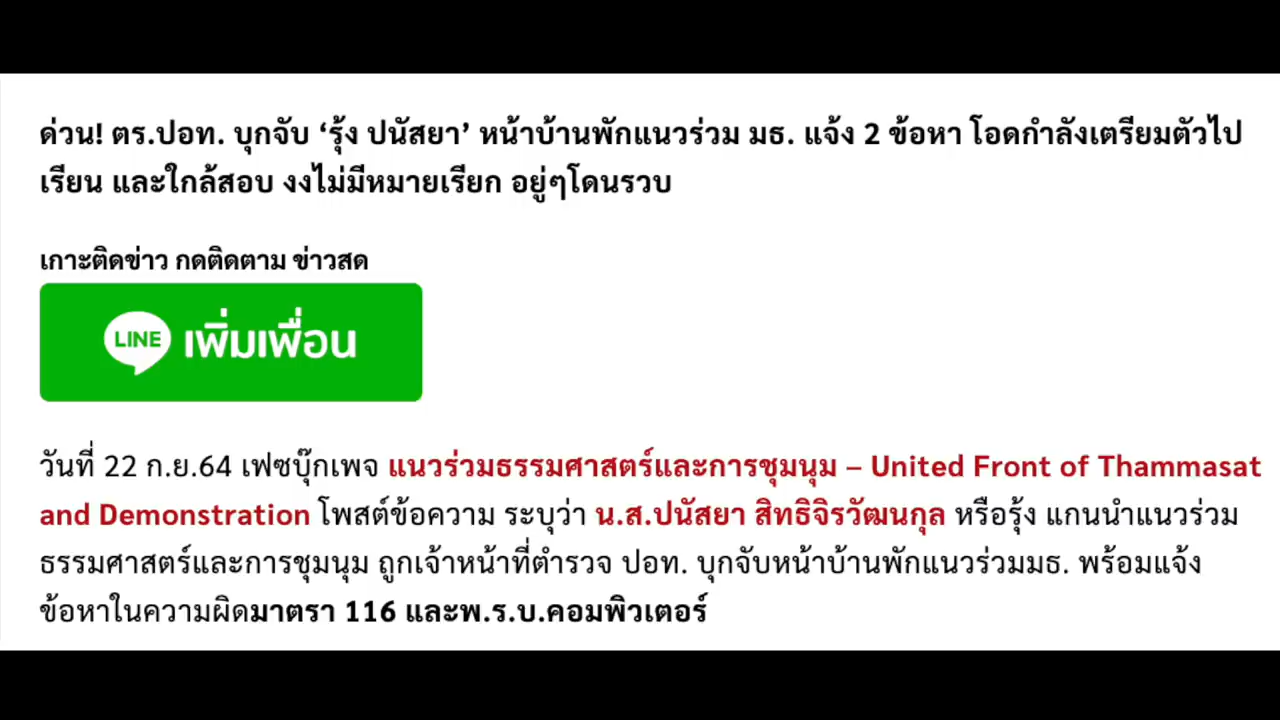 ด่วน! ตร.ปอท. บุกจับ ‘รุ้ง ปนัสยา’ หน้าบ้านพักแนวร่วม มธ. แจ้ง 2 ข้อหา โอดกำลังเตรียมตัวไป
เรียน และใกล้สอบ งงไม่มีหมายเรียก อยู่ๆโดนรวบ
เกาะติดข่าว กดติดตาม ข่าวสด
LINE เพิ่มเพื่อน
วันที่ 22 ก.ย.64 เฟซบุ๊กเพจ แนวร่วมธรรมศาสตร์และการชุมนุม – United Front of Thammasat
and Demonstration โพสต์ข้อความ ระบุว่า น.ส.ปนัสยา สิทธิจิรวัฒนกุล หรือรุ้ง แกนนำแนวร่วม
ธรรมศาสตร์และการชุมนุม ถูกเจ้าหน้าที่ตำรวจ ปอท. บุกจับหน้าบ้านพักแนวร่วมมธ. พร้อมแจ้ง
ข้อหาในความผิดมาตรา 116 และพ.ร.บ.คอมพิวเตอร์